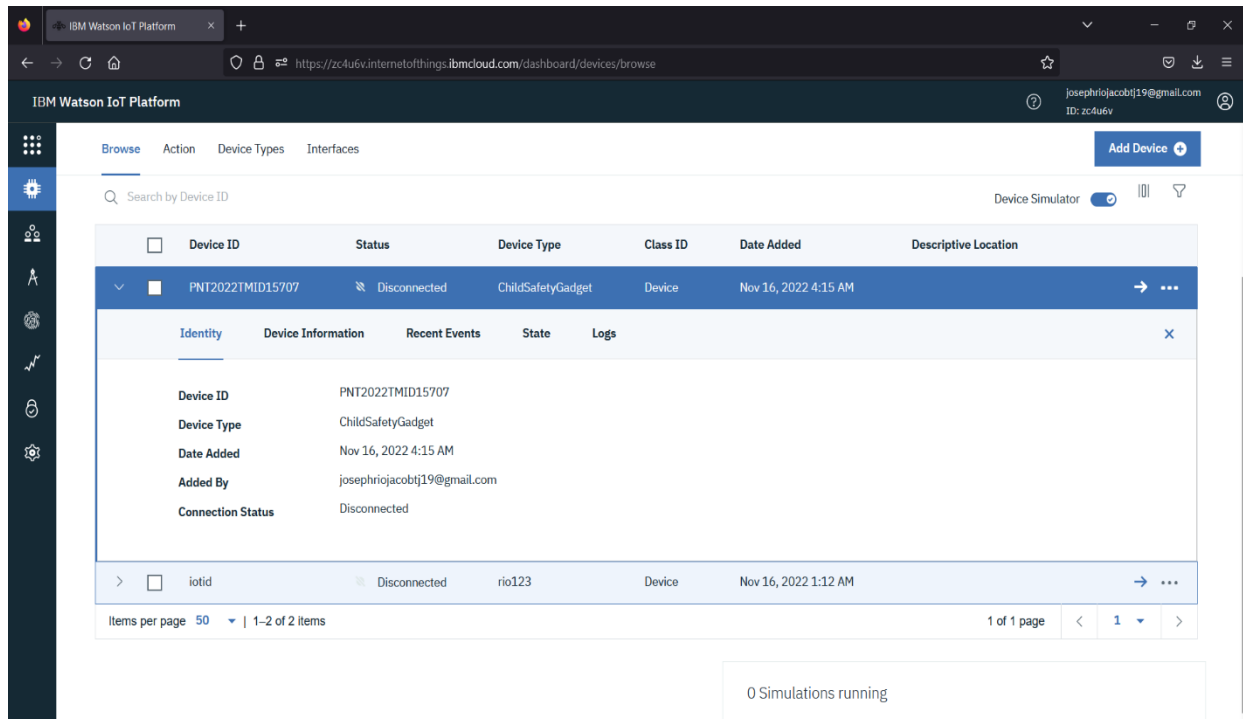 IBM Watson IoT Platform
https://zc4u6v.internetofthings.ibmcloud.com/dashboard/devices/browse
IBM Watson IoT Platform
josephriojacobtj19@gmail.com
ID: zc4u6v
Browse Action Device Types Interfaces
Add Device
Search by Device ID
Device Simulator
Device ID Status Device Type Class ID Date Added Descriptive Location
PNT2022TMID15707 Disconnected ChildSafetyGadget Device Nov 16, 2022 4:15 AM
Identity Device Information Recent Events State Logs
Device ID PNT2022TMID15707
Device Type ChildSafetyGadget
Date Added Nov 16, 2022 4:15 AM
Added By josephriojacobtj19@gmail.com
Connection Status Disconnected
iotid Disconnected rio123 Device Nov 16, 2022 1:12 AM
Items per page 50 | 1–2 of 2 items 1 of 1 page 1
0 Simulations running